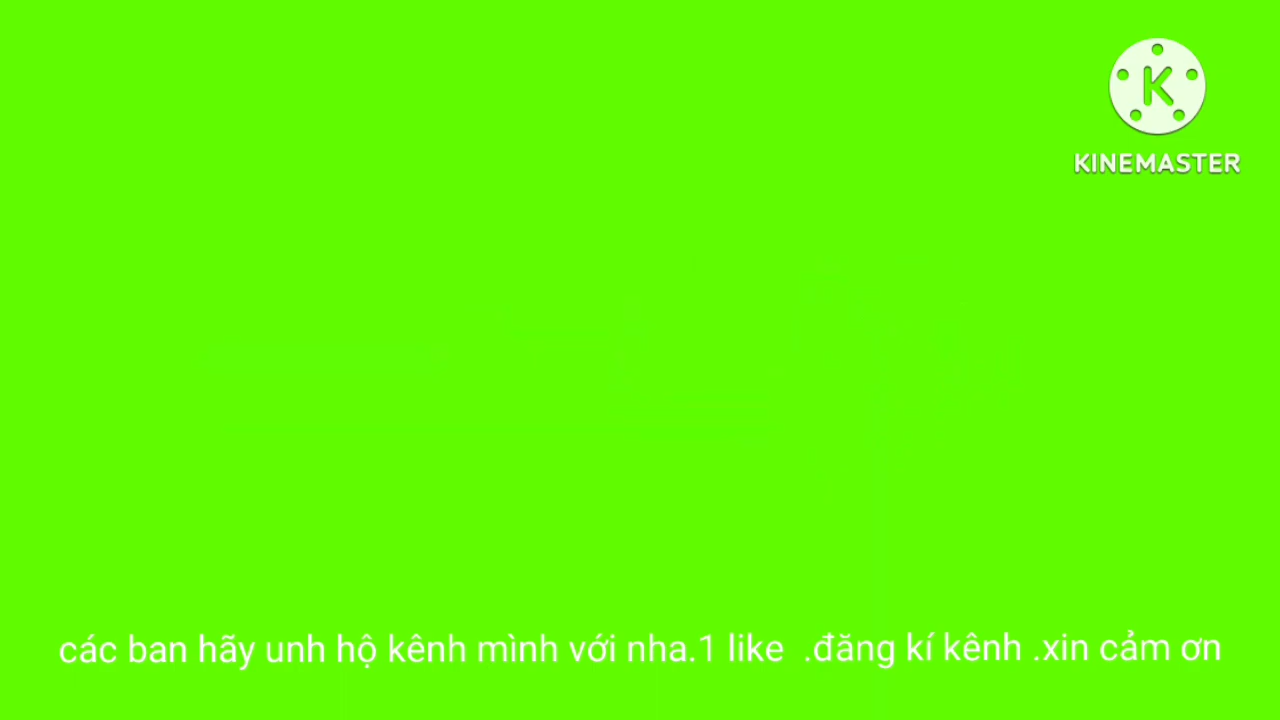 K
KINEMASTER
các ban hãy unh hộ kênh mình với nha.1 like .đăng kí kênh .xin cảm ơn